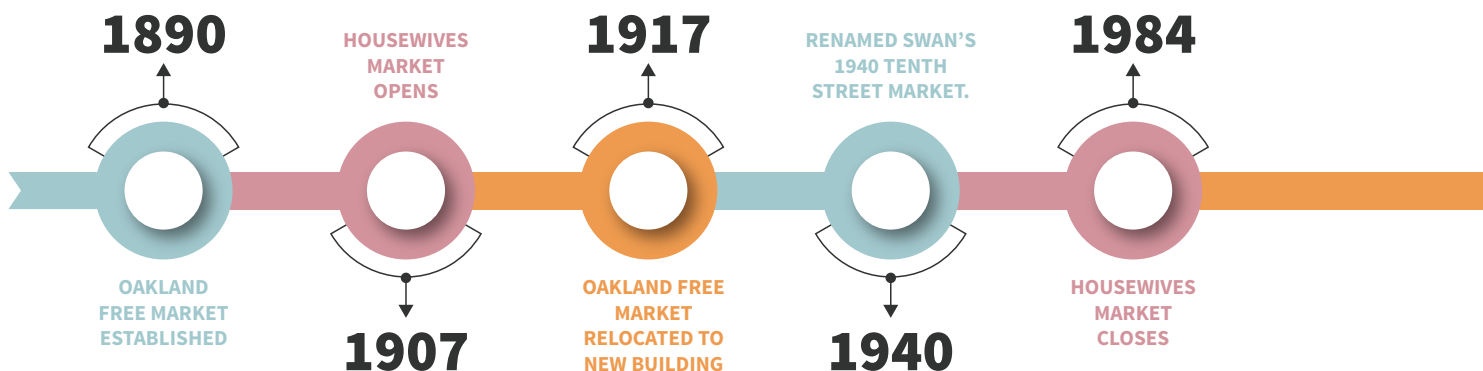 1890
OAKLAND
FREE MARKET
ESTABLISHED
HOUSEWIVES
MARKET
OPENS
1907
1917
OAKLAND FREE
MARKET
RELOCATED TO
NEW BUILDING
RENAMED SWAN’S
1940 TENTH
STREET MARKET.
1940
1984
HOUSEWIVES
MARKET
CLOSES